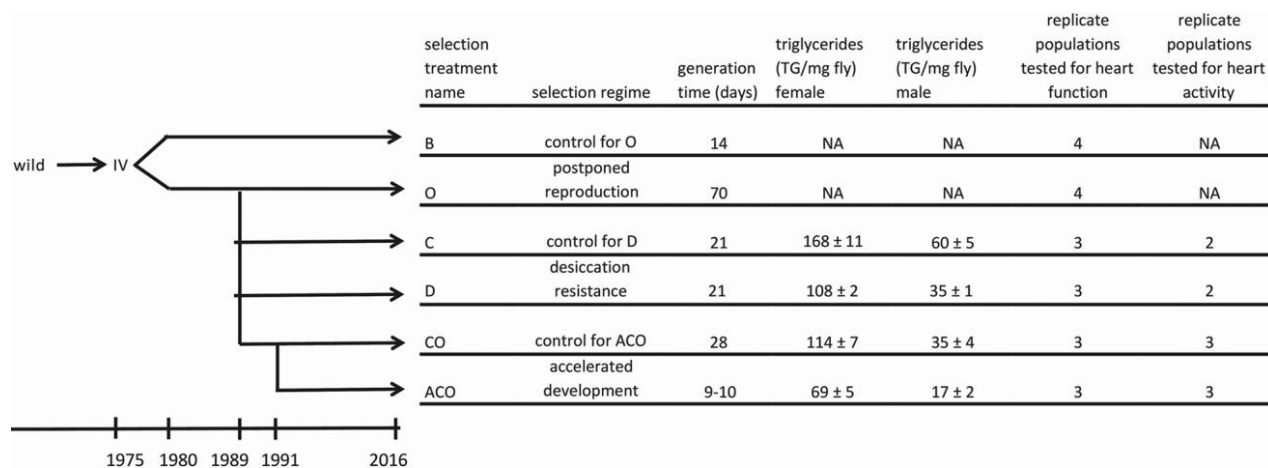 replicate replicate
selection triglycerides triglycerides populations populations
treatment generation (TG/mg fly) (TG/mg fly) tested for heart tested for heart
name selection regime time (days) female male function activity
B control for O 14 NA NA 4 NA
wild IV
postponed
reproduction
O 70 NA NA 4 NA
C control for D 21 168 ± 11 60 ± 5 3 2
desiccation
D resistance 21 108 ± 2 35 ± 1 3 2
CO control for ACO 28 114 ± 7 35 ± 4 3 3
accelerated
ACO development 9-10 69 ± 5 17 ± 2 3 3
1975 1980 1989 1991 2016